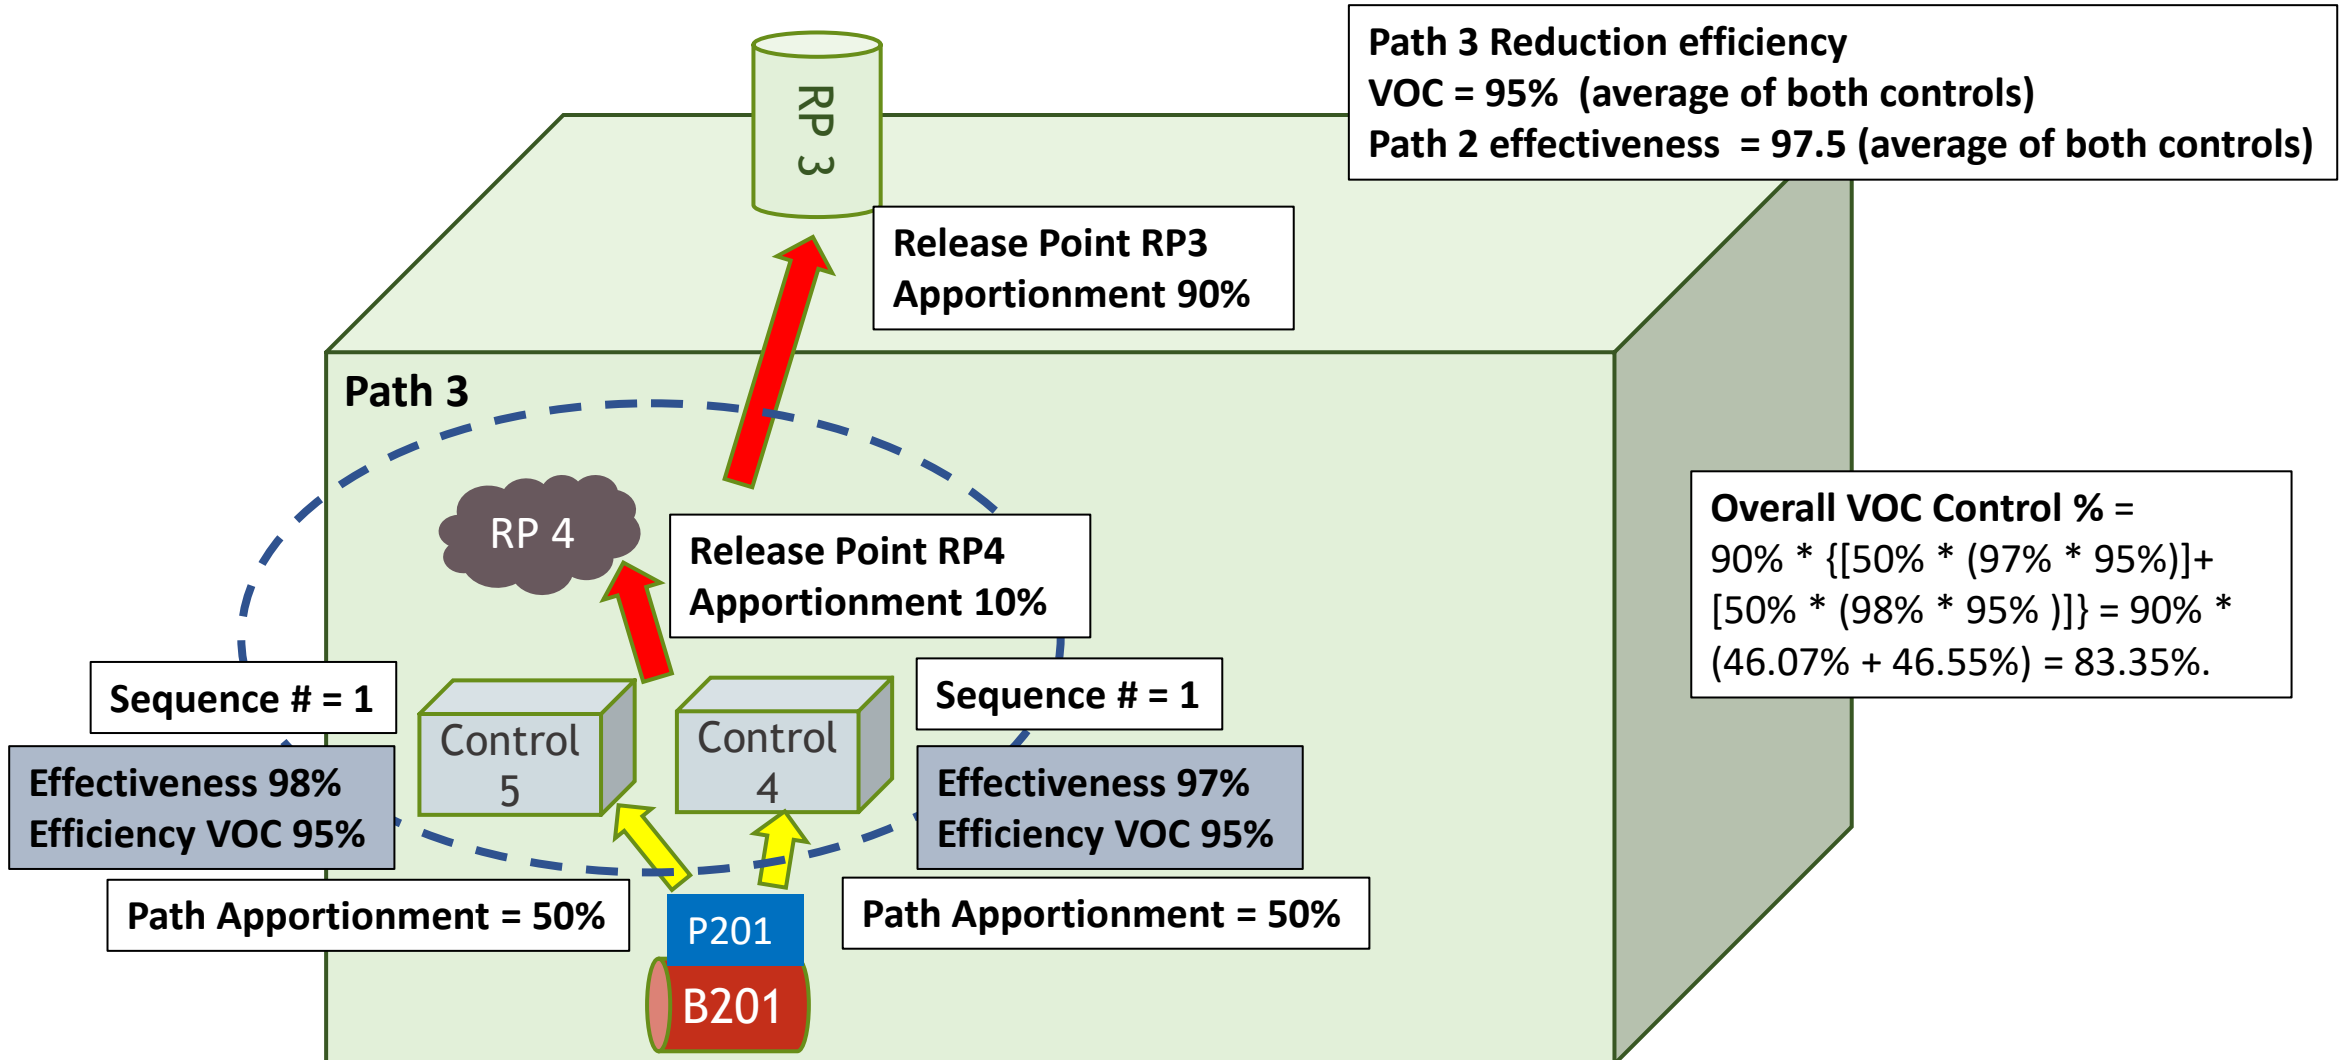 Path 3 Reduction efficiency
VOC = 95%  (average of both controls)
Path 2 effectiveness  = 97.5 (average of both controls)
RP 3
Release Point RP3
Apportionment 90%
Path 3
RP 4
Release Point RP4
Apportionment 10%
Overall VOC Control % =
90% * {[50% * (97% * 95%)]+
[50% * (98% * 95% )]} = 90% *
(46.07% + 46.55%) = 83.35%.
Sequence # = 1
Control
5
Control
4
Sequence # = 1
Effectiveness 98%
Efficiency VOC 95%
Effectiveness 97%
Efficiency VOC 95%
Path Apportionment = 50%
P201
Path Apportionment = 50%
B201